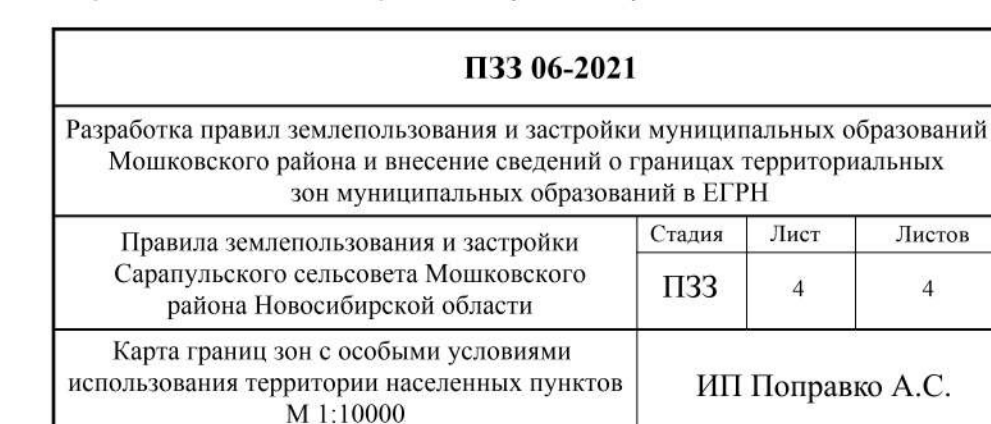 ПЗЗ 06-2021
Разработка правил землепользования и застройки муниципальных образований
Мошковского района и внесение сведений о границах территориальных
зон муниципальных образований в ЕГРН
Правила землепользования и застройки
Сарапульского сельсовета Мошковского
района Новосибирской области
Стадия Лист Листов
ПЗЗ 4 4
Карта границ зон с особыми условиями
использования территории населенных пунктов
М 1:10000
ИП Поправко А.С.